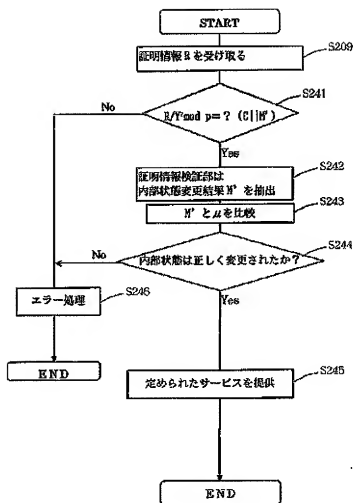 START
証明情報Rを受け取る
S209
S241
No
R/Y mod p=? (C||M')
Yes
S242
証明情報検証部は
内部状態変更結果M'を抽出
S243
M'とμを比較
S244
No
内部状態は正しく変更されたか?
S246
Yes
エラー処理
END
S245
定められたサービスを提供
END